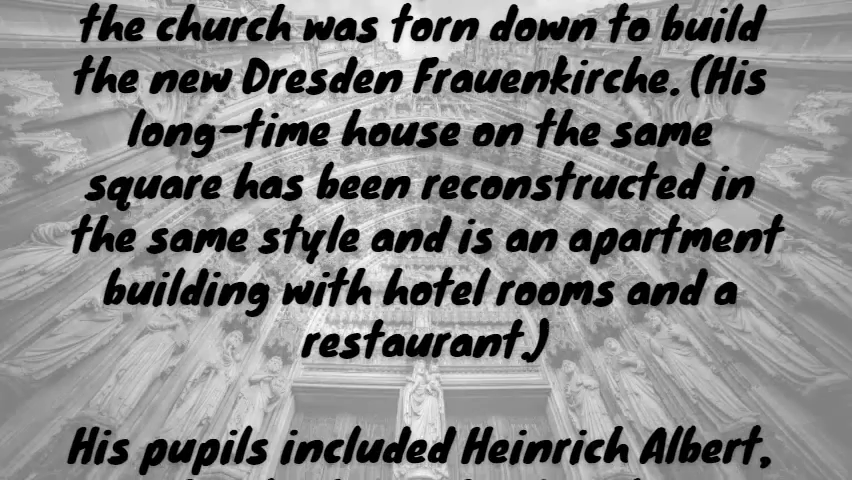 the church was torn down to build
the new Dresden Frauenkirche. (His
long-time house on the same
square has been reconstructed in
the same style and is an apartment
building with hotel rooms and a
restaurant.)
His pupils included Heinrich Albert,